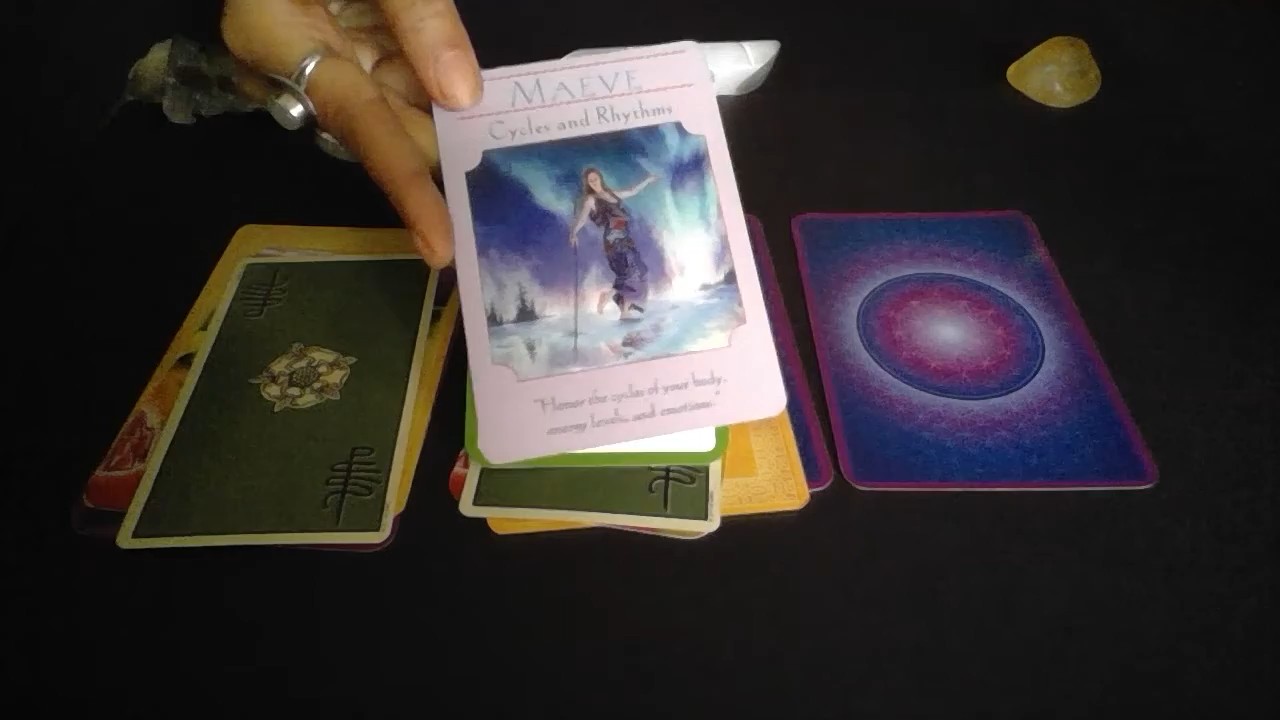 MAEVE
Cycles and Rhythms
"Honor the cycles of your body,
energy levels, and emotions."